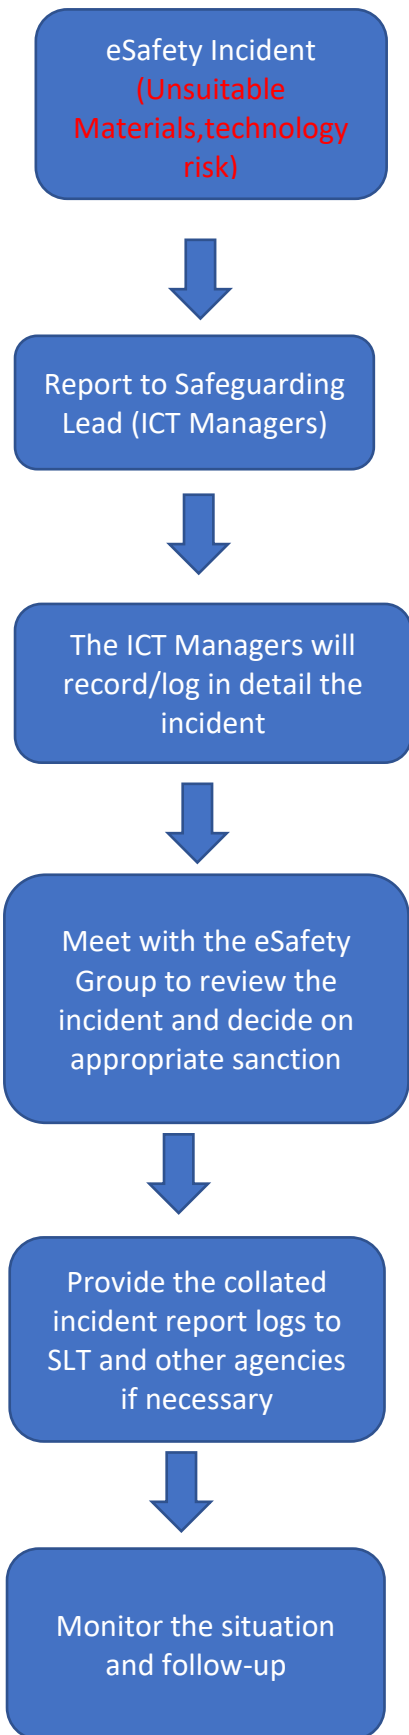 eSafety Incident
(Unsuitable
Materials,technology
risk)
Report to Safeguarding
Lead (ICT Managers)
The ICT Managers will
record/log in detail the
incident
Meet with the eSafety
Group to review the
incident and decide on
appropriate sanction
Provide the collated
incident report logs to
SLT and other agencies
if necessary
Monitor the situation
and follow-up